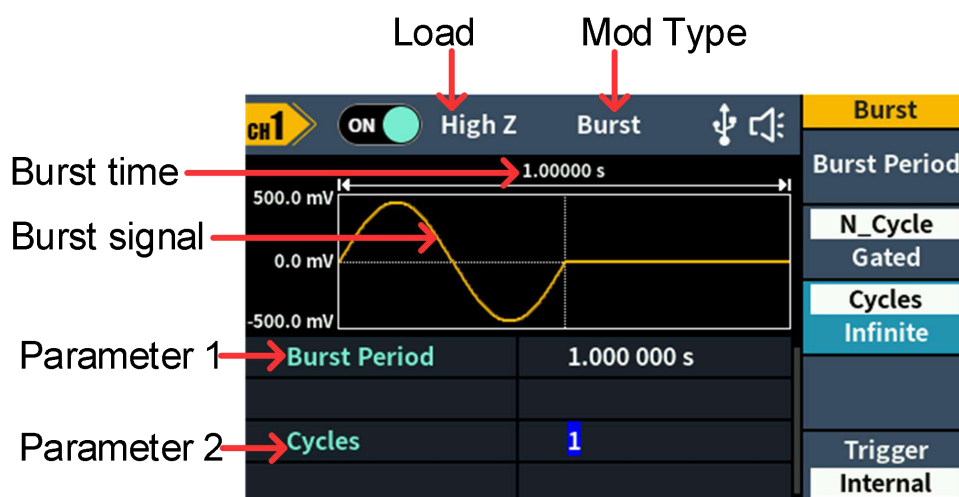 Load Mod Type
CH1 ON High Z Burst Burst
Burst time 1.00000 s Burst Period
500.0 mV
Burst signal N_Cycle
0.0 mV Gated
Cycles
-500.0 mV Infinite
Parameter 1 Burst Period 1.000 000 s
Parameter 2 Cycles 1
Trigger
Internal